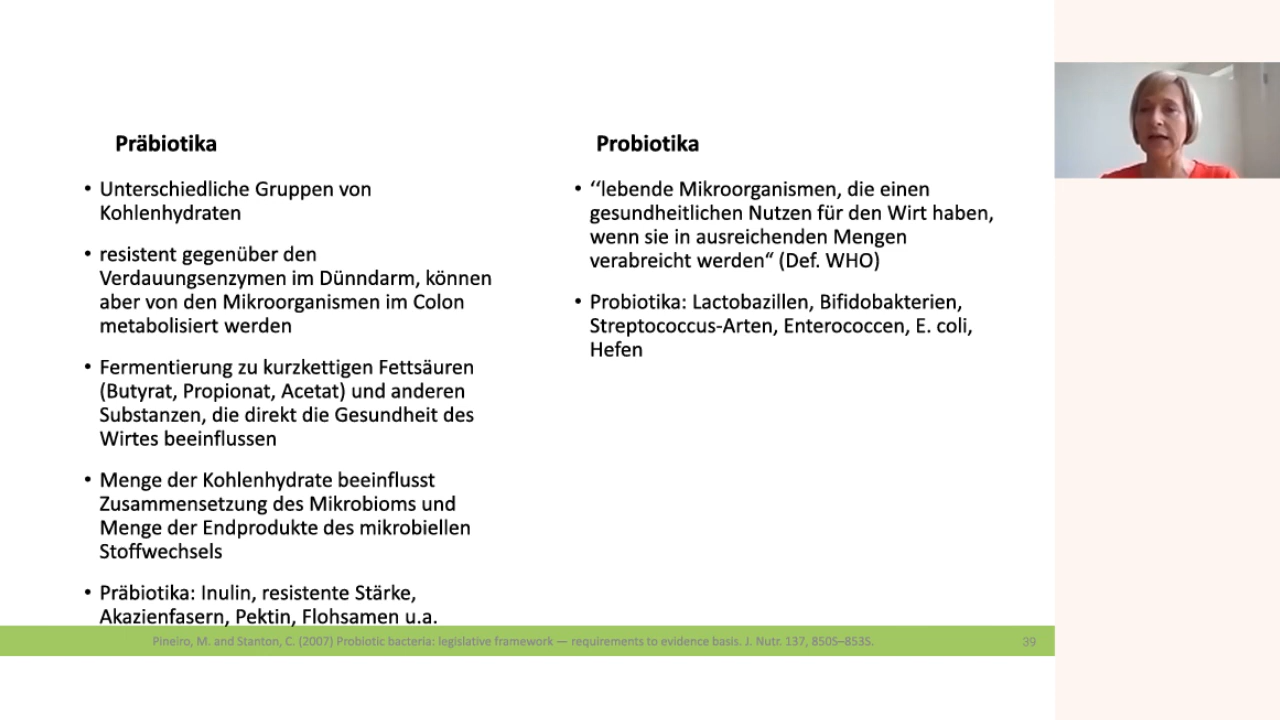 Präbiotika
• Unterschiedliche Gruppen von
Kohlenhydraten
• resistent gegenüber den
Verdauungsenzymen im Dünndarm, können
aber von den Mikroorganismen im Colon
metabolisiert werden
• Fermentierung zu kurzkettigen Fettsäuren
(Butyrat, Propionat, Acetat) und anderen
Substanzen, die direkt die Gesundheit des
Wirtes beeinflussen
• Menge der Kohlenhydrate beeinflusst
Zusammensetzung des Mikrobioms und
Menge der Endprodukte des mikrobiellen
Stoffwechsels
• Präbiotika: Inulin, resistente Stärke,
Akazienfasern, Pektin, Flohsamen u.a.
Probiotika
• ‘‘lebende Mikroorganismen, die einen
gesundheitlichen Nutzen für den Wirt haben,
wenn sie in ausreichenden Mengen
verabreicht werden“ (Def. WHO)
• Probiotika: Lactobazillen, Bifidobakterien,
Streptococcus-Arten, Enterococcen, E. coli,
Hefen
Pineiro, M. and Stanton, C. (2007) Probiotic bacteria: legislative framework — requirements to evidence basis. J. Nutr. 137, 850S–853S.
39